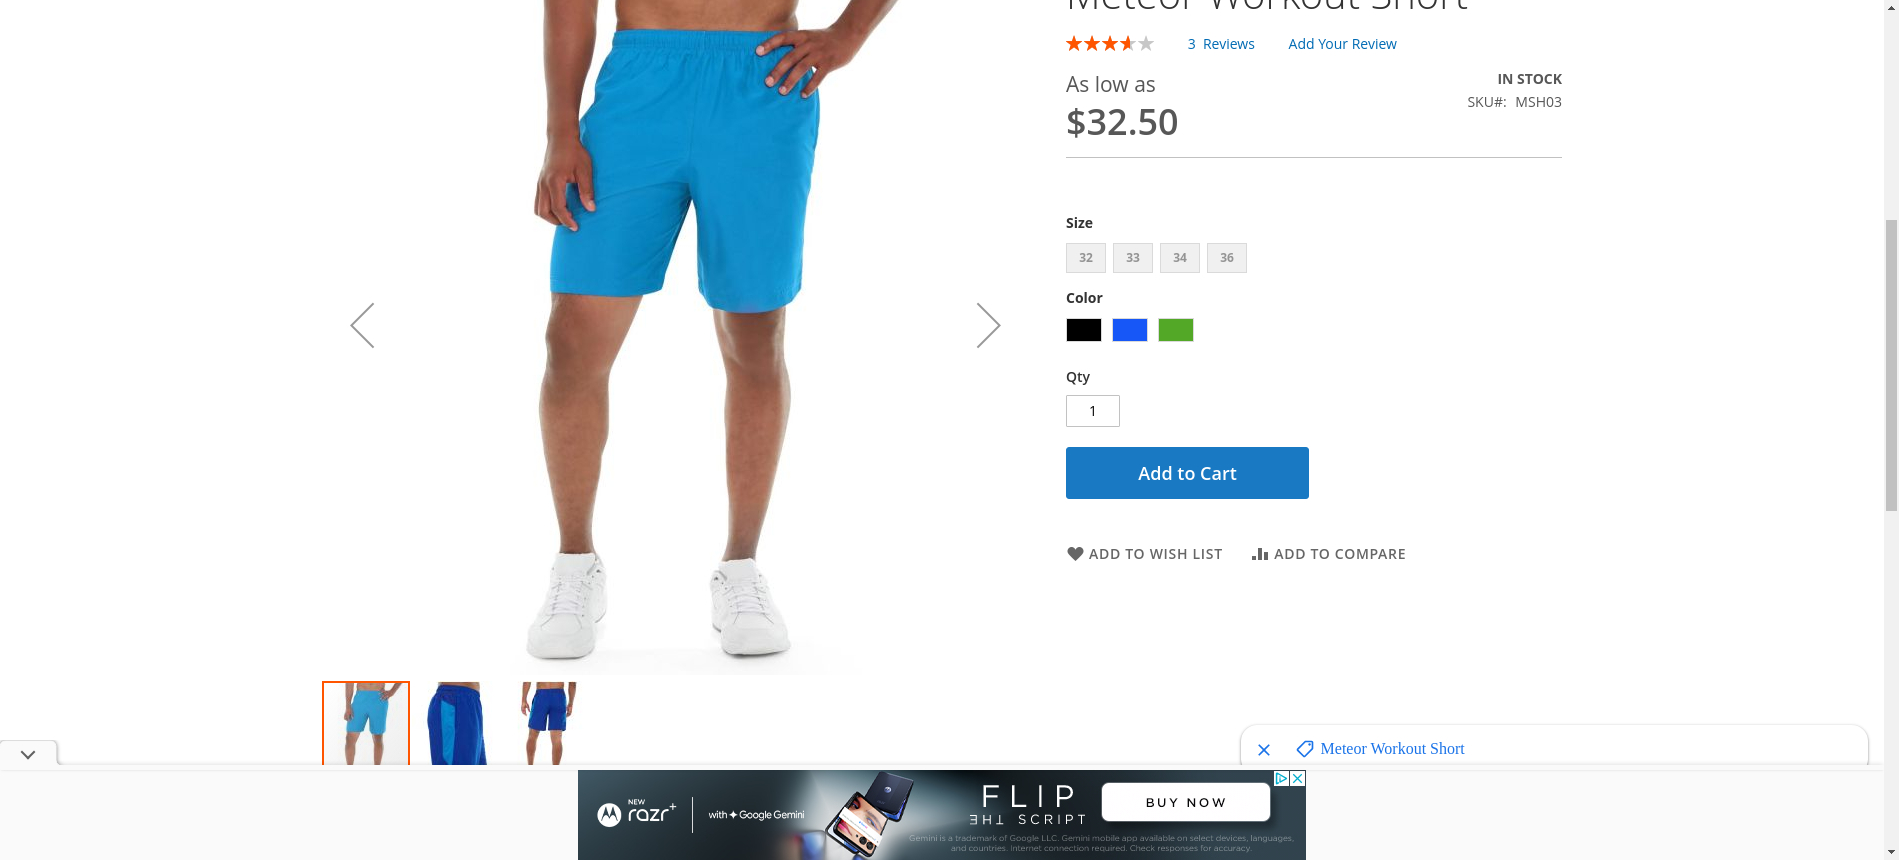 Meteor Workout Short
3 Reviews
Add Your Review
As low as
$32.50
IN STOCK
SKU#: MSH03
Size
32
33
34
36
Color
Qty
1
Add to Cart
ADD TO WISH LIST
ADD TO COMPARE
Meteor Workout Short
NEW
razr+
with Google Gemini
FLIP
THE SCRIPT
BUY NOW
Gemini is a trademark of Google LLC. Gemini mobile app available on select devices, languages,
and countries. Internet connection required. Check responses for accuracy.